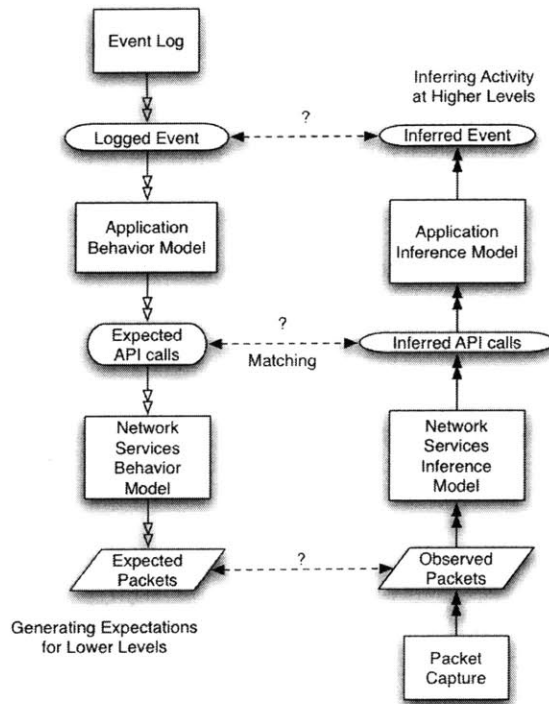 Event Log
Inferring Activity
at Higher Levels
?
Logged Event
Inferred Event
Application
Behavior Model
Application
Inference Model
?
Expected
API calls
Inferred API calls
Matching
Network
Services
Behavior
Model
Network
Services
Inference
Model
?
Expected
Packets
Observed
Packets
Generating Expectations
for Lower Levels
Packet
Capture